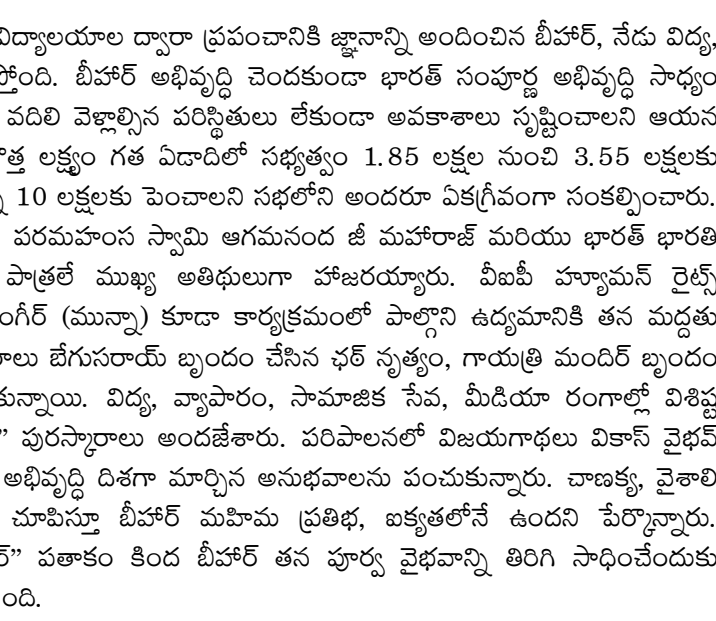 విద్యాలయాల ద్వారా ప్రపంచానికి జ్ఞానాన్ని అందించిన బీహార్, నేడు విద్య,
స్తోంది. బీహార్ అభివృద్ధి చెందకుండా భారత్ సంపూర్ణ అభివృద్ధి సాధ్యం
వదిలి వెళ్లాల్సిన పరిస్థితులు లేకుండా అవకాశాలు సృష్టించాలని ఆయన
లక్ష్యం గత ఏడాదిలో సభ్యత్వం 1.85 లక్షల నుంచి 3.55 లక్షలకు
10 లక్షలకు పెంచాలని సభలోని అందరూ ఏకగ్రీవంగా సంకల్పించారు.
పరమహంస స్వామి ఆగమనంద జీ మహారాజ్ మరియు భారత్ భారతి
పాత్రలే ముఖ్య అతిథులుగా హాజరయ్యారు. వీఐపీ హ్యూమన్ రైట్స్
ంగీర్ (మున్నా) కూడా కార్యక్రమంలో పాల్గొని ఉద్యమానికి తన మద్దతు
ాలు బేగుసరాయ్ బృందం చేసిన ఛఠ్ నృత్యం, గాయత్రి మందిర్ బృందం
కున్నాయి. విద్య, వ్యాపారం, సామాజిక సేవ, మీడియా రంగాల్లో విశిష్ట
” పురస్కారాలు అందజేశారు. పరిపాలనలో విజయగాథలు వికాస్ వైభవ్
అభివృద్ధి దిశగా మార్చిన అనుభవాలను పంచుకున్నారు. చాణక్య, వైశాలి
చూపిస్తూ బీహార్ మహిమ ప్రతిభ, ఐక్యతలోనే ఉందని పేర్కొన్నారు.
ర్” పతాకం కింద బీహార్ తన పూర్వ వైభవాన్ని తిరిగి సాధించేందుకు
ంది.